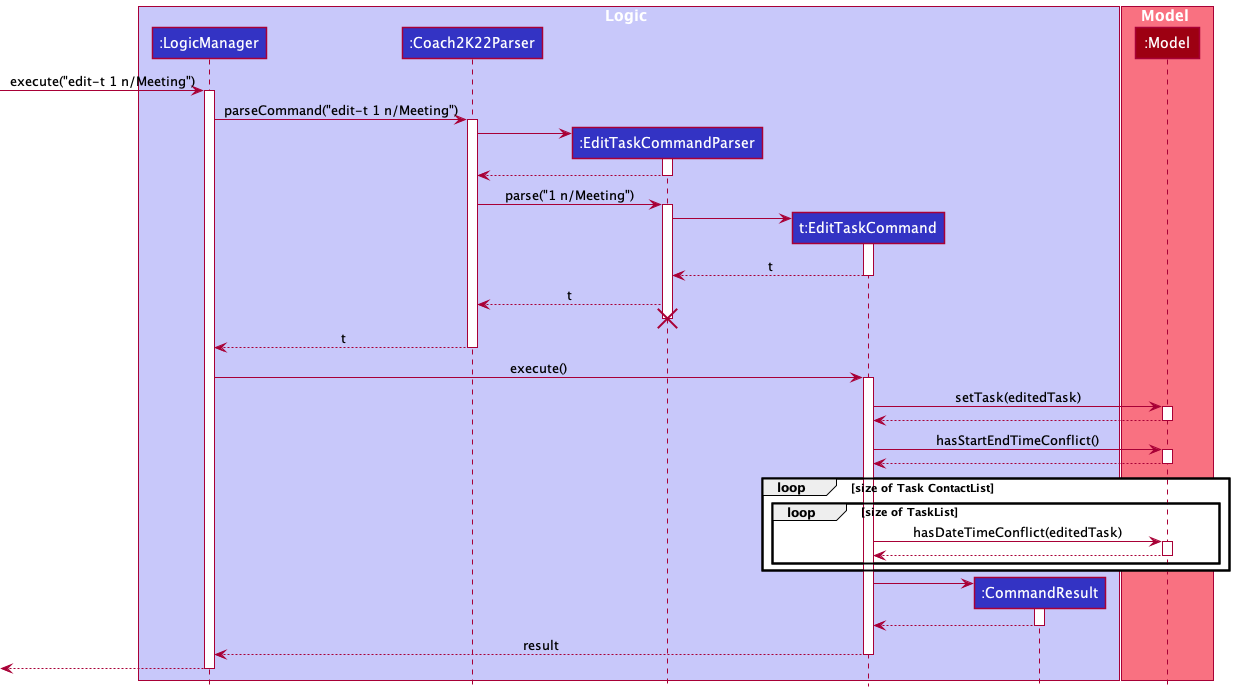 Logic
Model
:LogicManager
:Coach2K22Parser
:Model
execute("edit-t 1 n/Meeting")
parseCommand("edit-t 1 n/Meeting")
:EditTaskCommandParser
parse("1 n/Meeting")
t:EditTaskCommand
t
t
t
execute()
setTask(editedTask)
hasStartEndTimeConflict()
loop [size of Task ContactList]
loop [size of TaskList]
hasDateTimeConflict(editedTask)
:CommandResult
result